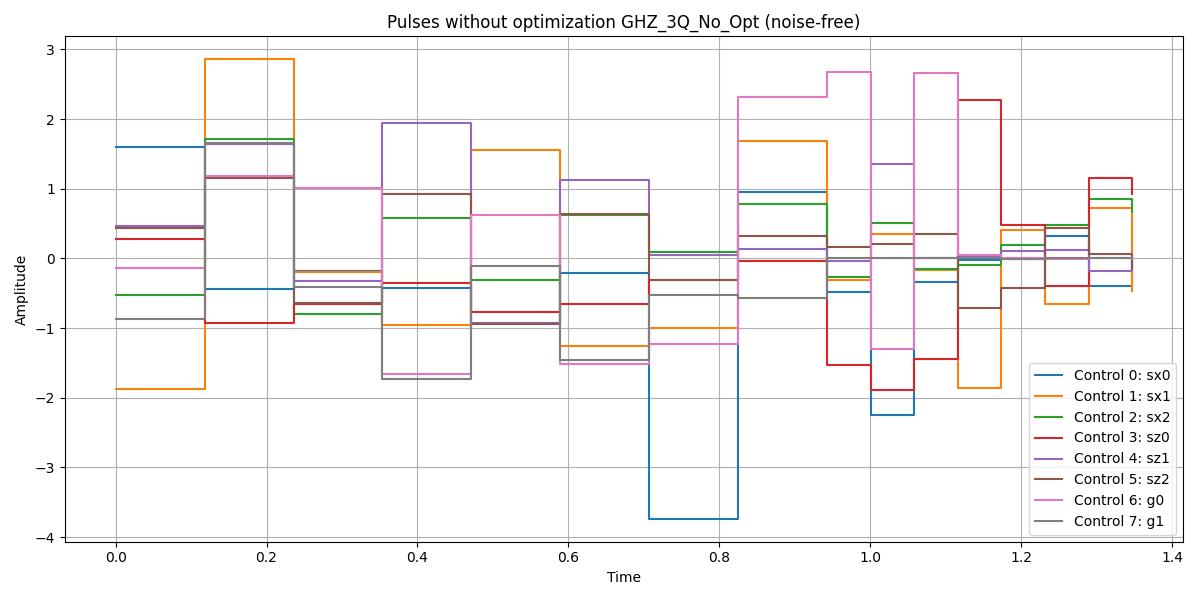 Pulses without optimization GHZ_3Q_No_Opt (noise-free)
Amplitude
3
2
1
0
−1
−2
−3
−4
0.0 0.2 0.4 0.6 0.8 1.0 1.2 1.4
Time
Control 0: sx0
Control 1: sx1
Control 2: sx2
Control 3: sz0
Control 4: sz1
Control 5: sz2
Control 6: g0
Control 7: g1